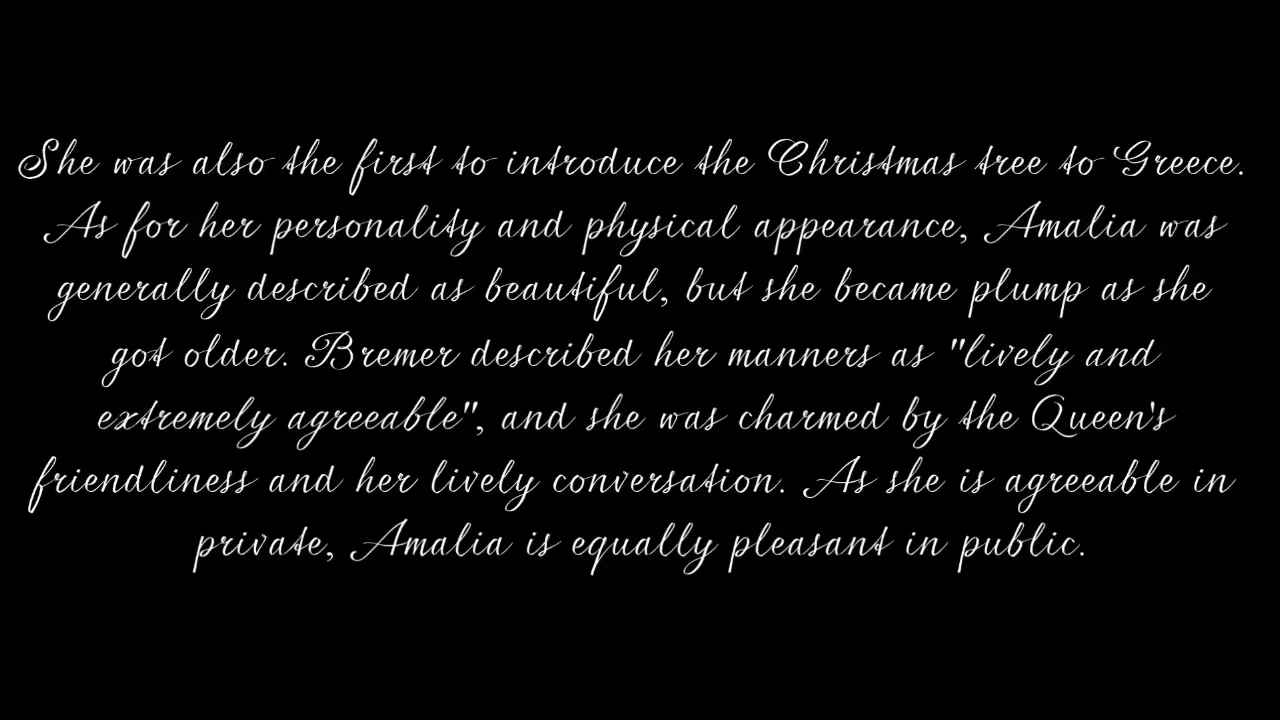 She was also the first to introduce the Christmas tree to Greece.
As for her personality and physical appearance, Amalia was
generally described as beautiful, but she became plump as she
got older. Bremer described her manners as "lively and
extremely agreeable", and she was charmed by the Queen's
friendliness and her lively conversation. As she is agreeable in
private, Amalia is equally pleasant in public.